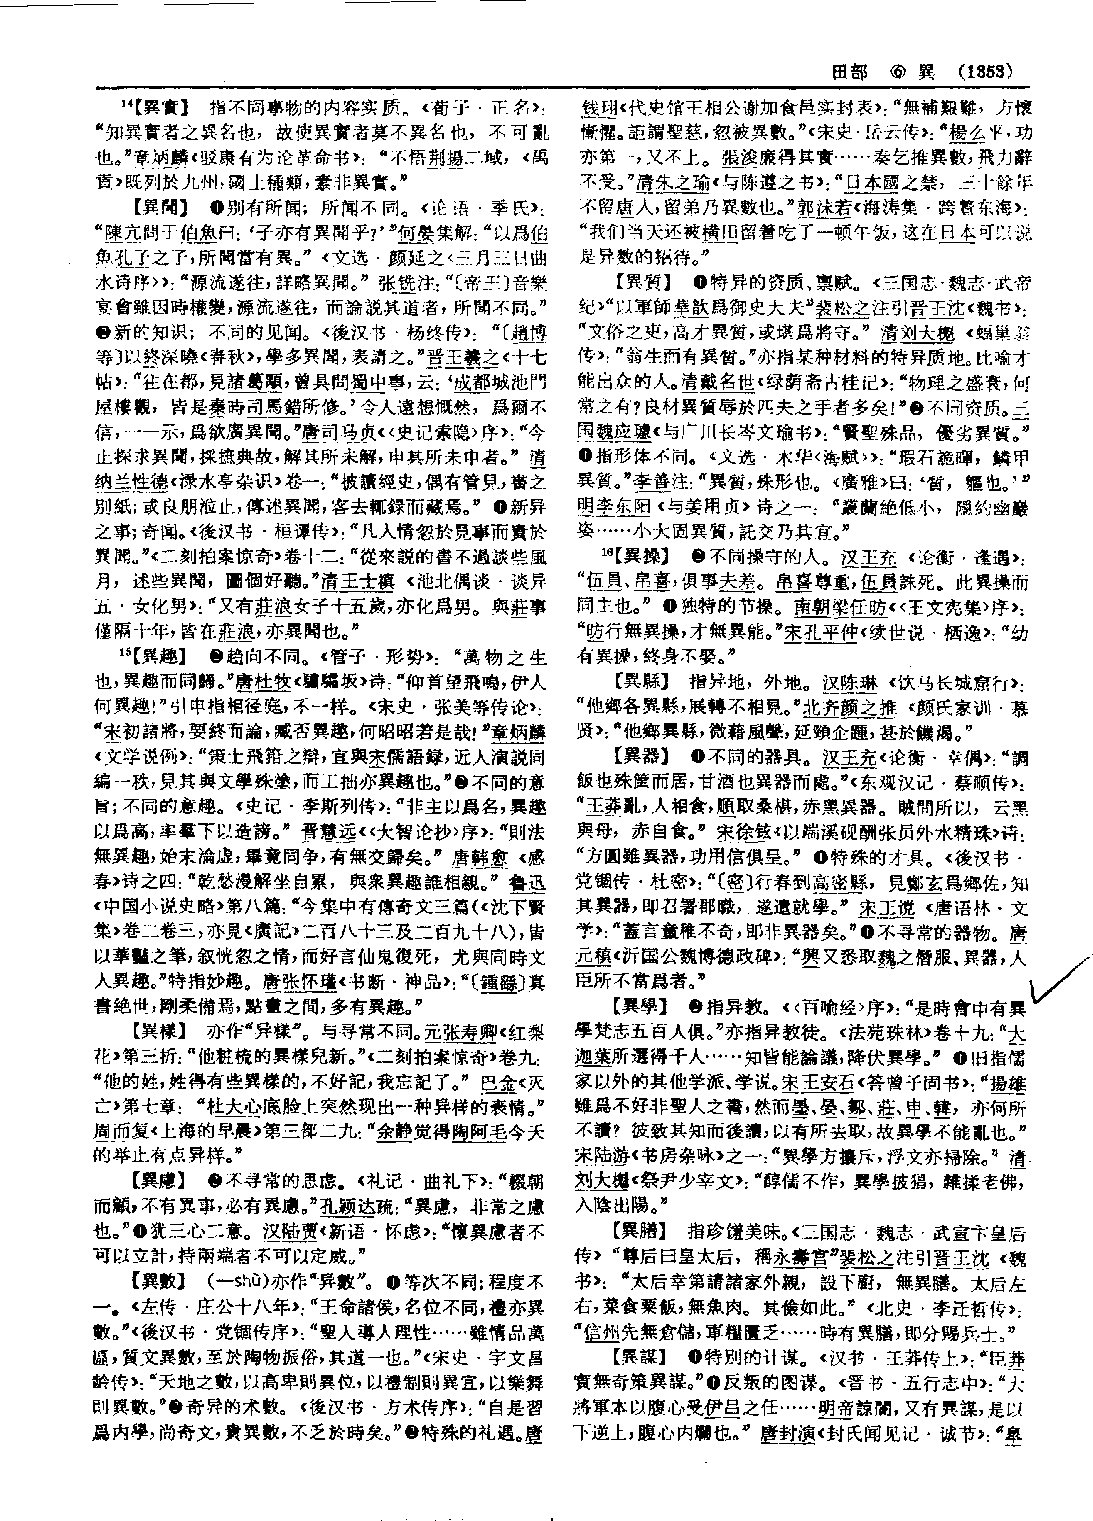 田部 ⑥ 異 (1353)
¹⁴【異實】 指不同事物的内容实质。《荀子·正名》：
“知異實者之異名也，故使異實者莫不異名也，不可亂
也。”章炳麟《驳康有为论革命书》：“不悟荆揚二域，《禹
贡》既列於九州，國土種類，素非異實。”
【異聞】 ❶别有所闻；所闻不同。《论语·季氏》：
“陳亢問于伯魚曰：‘子亦有異聞乎？’”何晏集解：“以爲伯
魚孔子之子，所聞當有異。”《文选·颜延之〈三月三日曲
水诗序〉》：“源流遂往，詳略異聞。”张铣注：“〔帝王〕音樂
宴會雖因時權變，源流遂往，而論説其道者，所聞不同。”
❷新的知识；不同的见闻。《後汉书·杨终传》：“〔趙博
等〕以終深曉《春秋》，學多異聞，表請之。”晋王羲之《十七
帖》：“往在都，見諸葛顒，曾具問蜀中事，云：‘成都城池門
屋樓觀，皆是秦時司馬錯所修。’令人遠想慨然，爲爾不
信，一一示，爲欲廣異聞。”唐司马贞《〈史记索隐〉序》：“今
止探求異聞，採摭典故，解其所未解，申其所未申者。”清
纳兰性德《渌水亭杂识》卷一：“披讀經史，偶有管見，書之
别紙；或良朋涖止，傳述異聞，客去輒録而藏焉。”❸新异
之事；奇闻。《後汉书·桓谭传》：“凡人情忽於見事而貴於
異聞。”《二刻拍案惊奇》卷十二：“從來説的書不過談些風
月，述些異聞，圖個好聽。”清王士禛《池北偶谈·谈异
五·女化男》：“又有莊浪女子十五歲，亦化爲男。與莊事
僅隔十年，皆在莊浪，亦異聞也。”
¹⁵【異趣】 ❶趋向不同。《管子·形势》：“萬物之生
也，異趣而同歸。”唐杜牧《驌驦坂》诗：“仰首望飛鳴，伊人
何異趣！”引申指相径庭，不一样。《宋史·张美等传论》：
“宋初諸將，要終而論，臧否異趣，何昭昭若是哉！”章炳麟
《文学说例》：“策士飛箝之辯，宜與宋儒語録，近人演説同
編一秩，見其與文學殊塗，而工拙亦異趣也。”❷不同的意
旨；不同的意趣。《史记·李斯列传》：“非主以爲名，異趣
以爲高，率羣下以造謗。”晋慧远《〈大智论抄〉序》：“則法
無異趣，始末淪虚，畢竟同争，有無交歸矣。”唐韩愈《感
春》诗之四：“乾愁漫解坐自累，與衆異趣誰相親。”鲁迅
《中国小说史略》第八篇：“今集中有傳奇文三篇（《沈下賢
集》卷二卷三，亦見《廣記》二百八十三及二百九十八），皆
以華豔之筆，叙恍忽之情，而好言仙鬼復死，尤與同時文
人異趣。”特指妙趣。唐张怀瓘《书断·神品》：“〔鍾繇〕真
書絶世，剛柔備焉，點畫之間，多有異趣。”
【異樣】 亦作“异樣”。与寻常不同。元张寿卿《红梨
花》第三折：“他粧梳的異樣兒新。”《二刻拍案惊奇》卷九：
“他的姓，姓得有些異樣的，不好記，我忘記了。”巴金《灭
亡》第七章：“杜大心底脸上突然现出一种异样的表情。”
周而复《上海的早晨》第三部二九：“余静觉得陶阿毛今天
的举止有点异样。”
【異慮】 ❶不寻常的思虑。《礼记·曲礼下》：“輟朝
而顧，不有異事，必有異慮。”孔颖达疏：“異慮，非常之慮
也。”❷犹三心二意。汉陆贾《新语·怀虑》：“懷異慮者不
可以立計，持兩端者不可以定威。”
【異數】 （—shù）亦作“异數”。❶等次不同；程度不
一。《左传·庄公十八年》：“王命諸侯，名位不同，禮亦異
數。”《後汉书·党锢传序》：“聖人導人理性……雖情品萬
區，質文異數，至於陶物振俗，其道一也。”《宋史·宇文昌
龄传》：“天地之數，以高卑則異位，以禮制則異宜，以樂舞
則異數。”❷奇异的术數。《後汉书·方术传序》：“自是習
爲内學，尚奇文，貴異數，不乏於時矣。”❸特殊的礼遇。唐
钱珝《代史馆王相公谢加食邑实封表》：“無補艱難，方懷
慚懼。詎謂聖慈，忽被異數。”《宋史·岳云传》：“楊么平，功
亦第一，又不上。張浚廉得其實……奏乞推異數，飛力辭
不受。”清朱之瑜《与陈遵之书》：“日本國之禁，三十餘年
不留唐人，留弟乃異數也。”郭沫若《海涛集·跨着东海》：
“我们当天还被横田留着吃了一顿午饭，这在日本可以说
是异数的招待。”
【異質】 ❶特异的资质、禀赋。《三国志·魏志·武帝
纪》“以軍師華歆爲御史大夫”裴松之注引晋王沈《魏书》：
“文俗之吏，高才異質，或堪爲將守。”清刘大櫆
传》：“翁生而有異質。”亦指某种材料的特异质地。比喻才
能出众的人。清戴名世《绿荫斋古桂记》：“物理之盛衰，何
常之有？良材異質辱於匹夫之手者多矣！”❷不同资质。三
国魏应璩《与广川长岑文瑜书》：“賢聖殊品，優劣異質。”
❸指形体不同。《文选·木华〈海赋〉》：“瑕石詭暉，鱗甲
異質。”李善注：“異質，殊形也。《廣雅》曰：‘質，軀也。’”
明李东阳《与姜用贞》诗之一：“叢蘭絶低小，隱約幽巖
姿……小大固異質，託交乃其宜。”
¹⁶【異操】 ❶不同操守的人。汉王充《论衡·逢遇》：
“伍員、帛喜，俱事夫差。帛喜尊重，伍員誅死。此異操而
同主也。”❷独特的节操。南朝梁任昉《〈王文宪集〉序》：
“昉行無異操，才無異能。”宋孔平仲《续世说·栖逸》：“幼
有異操，終身不娶。”
【異縣】 指异地，外地。汉陈琳《饮马长城窟行》：
“他鄉各異縣，展轉不相見。”北齐颜之推《颜氏家训·慕
贤》：“他鄉異縣，微藉風聲，延頸企踵，甚於饑渴。”
【異器】 ❶不同的器具。汉王充《论衡·幸偶》：“調
飯也殊筐而居，甘酒也異器而處。”《东观汉记·蔡顺传》：
“王莽亂，人相食，順取桑椹，赤黑異器。賊問所以，云黑
與母，赤自食。”宋徐铉《以端溪砚酬张员外水精珠》诗：
“方圓雖異器，功用信俱呈。”❷特殊的才具。《後汉书·
党锢传·杜密》：“〔密〕行春到高密縣，見鄭玄爲鄉佐，知
其異器，即召署郡職，遂遣就學。”宋王谠《唐语林·文
学》：“蓋言童稚不奇，即非異器矣。”❸不寻常的器物。唐
元稹《沂国公魏博德政碑》：“興又悉取魏之僭服、異器，人
臣所不當爲者。”
【異學】 ❶指异教。《〈百喻经〉序》：“是時會中有異
學梵志五百人俱。”亦指异教徒。《法苑珠林》卷十九：“大
迦葉所選得千人……知皆能論議，降伏異學。”❷旧指儒
家以外的其他学派、学说。宋王安石《答曾子固书》：“揚雄
雖爲不好非聖人之書，然而墨、晏、鄒、莊、申、韓，亦何所
不讀？彼致其知而後讀，以有所去取，故異學不能亂也。”
宋陆游《书房杂咏》之一：“異學方攘斥，浮文亦掃除。”清
刘大櫆《祭尹少宰文》：“醇儒不作，異學披猖，雜揉老佛，
入陰出陽。”
【異膳】 指珍馐美味。《三国志·魏志·武宣卞皇后
传》“尊后曰皇太后，稱永壽宫”裴松之注引晋王沈《魏
书》：“太后幸第請諸家外親，設下廚，無異膳。太后左
右，菜食粟飯，無魚肉。其儉如此。”《北史·李迁哲传》：
“信州先無倉儲，軍糧匱乏……時有異膳，即分賜兵士。”
【異謀】 ❶特别的计谋。《汉书·王莽传上》：“臣莽
實無奇策異謀。”❷反叛的图谋。《晋书·五行志中》：“大
將軍本以腹心受伊吕之任……明帝諒闇，又有異謀，是以
下逆上，腹心内爛也。”唐封演《封氏闻见记·诚节》：“皐